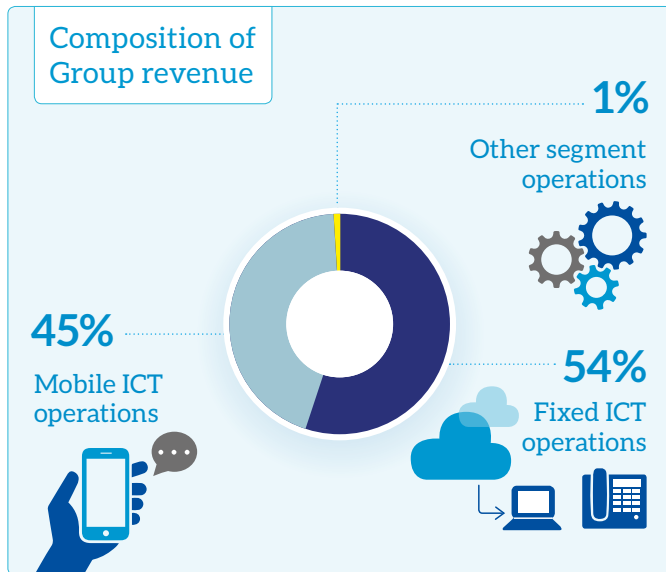 Composition of
Group revenue
1%
Other segment
operations
45%
Mobile ICT
operations
54%
Fixed ICT
operations